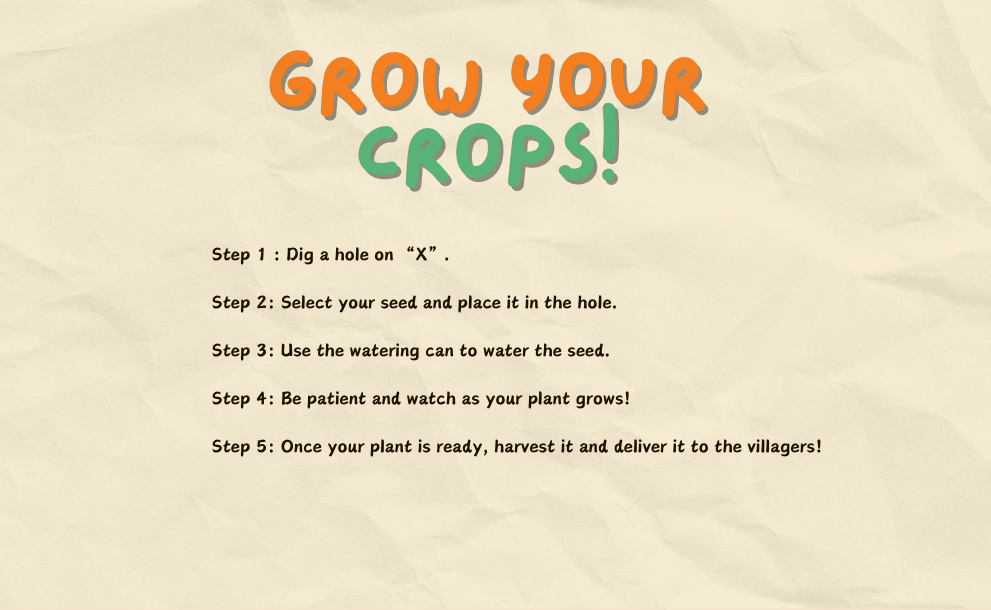 GROW YOUR
CROPS!
Step 1 : Dig a hole on “X” .
Step 2: Select your seed and place it in the hole.
Step 3: Use the watering can to water the seed.
Step 4: Be patient and watch as your plant grows!
Step 5: Once your plant is ready, harvest it and deliver it to the villagers!